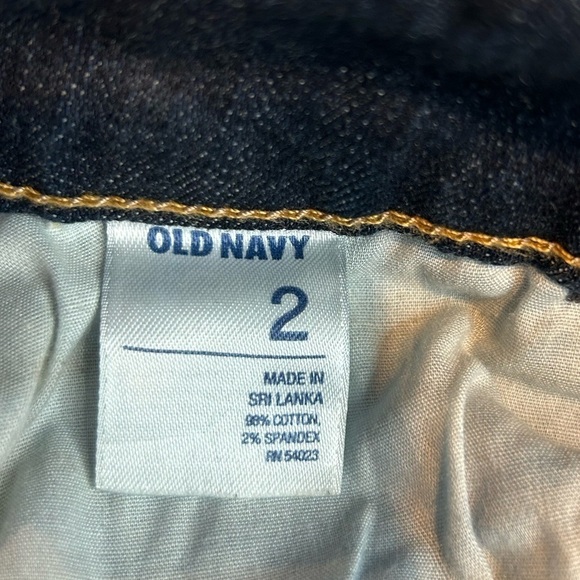 OLD NAVY
2
MADE IN
SRI LANKA
98% COTTON,
2% SPANDEX
RN 54023